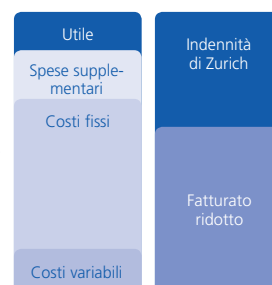 Utile
Spese supple-
mentari
Costi fissi
Costi variabili
Indennità
di Zurich
Fatturato
ridotto